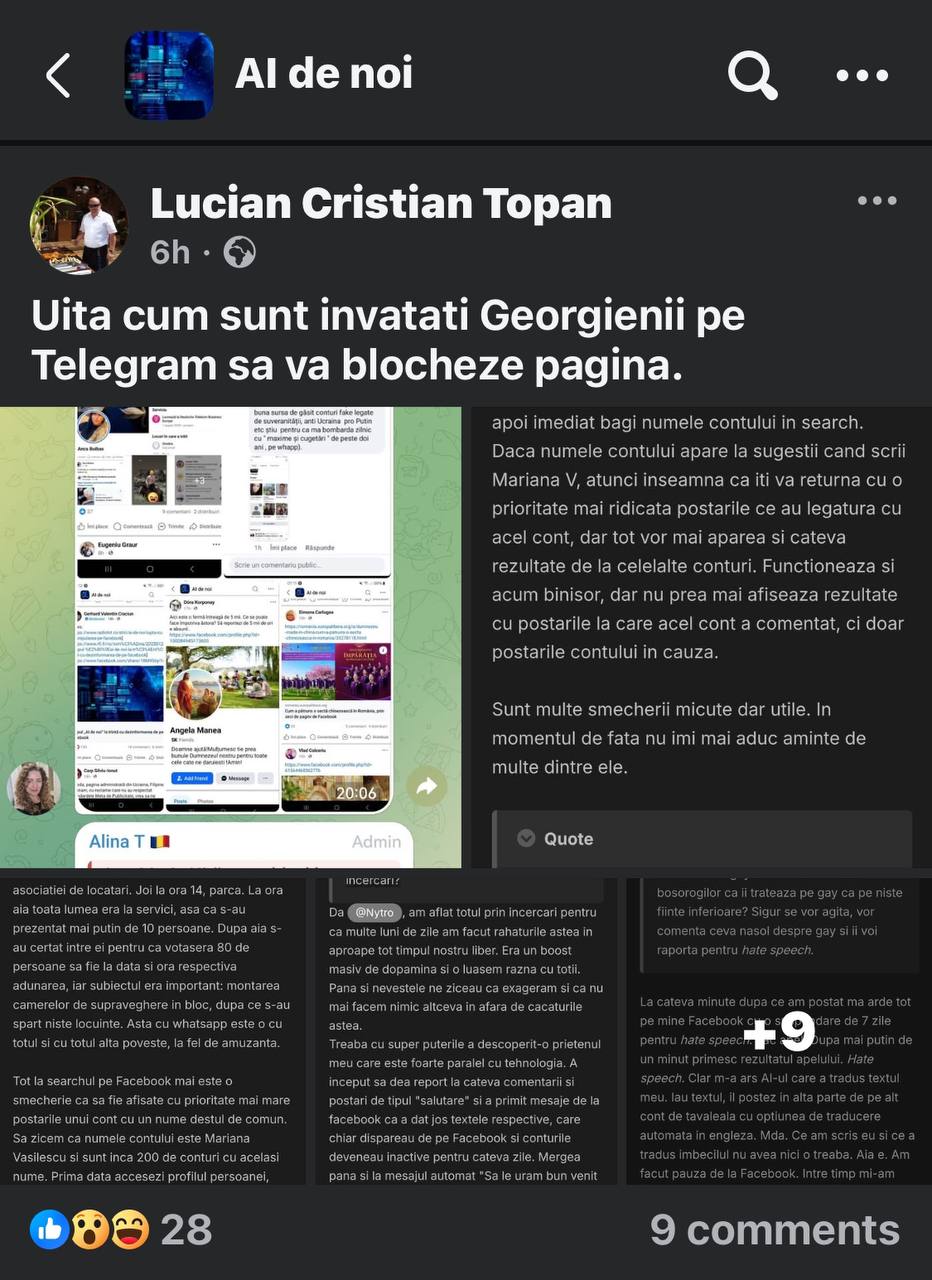 AI de noi
Lucian Cristian Topan
6h ·
Uita cum sunt invatati Georgienii pe
Telegram sa va blocheze pagina.
Anca Bolbas
+3
Îmi place Comentează Trimite Distribuie
Eugeniu Graur
buna sursa de găsit conturi fake legate
de suveranități, anti Ucraina pro Putin
etc știu pentru ca ma bombarda zilnic
cu " maxime și cugetări " de peste doi
ani , pe whapp).
1h Îmi place Răspunde
Scrie un comentariu public...
AI de noi
Gerhard Valentin Craciun
AI de noi
Dóra Korponay
Angela Manea
5K friends
Doamne ajută!Mulțumesc tie prea
bunule Dumnezeul nostru pentru toate
cele cate ne daruiesti !Amin!
Add friend Message
Posts Photos
AI de noi
Simona Carlugea
ÎMPĂRȚIA
Vlad Calcariu
20:06
Alina T 🇷🇴 Admin
apoi imediat bagi numele contului in search.
Daca numele contului apare la sugestii cand scrii
Mariana V, atunci inseamna ca iti va returna cu o
prioritate mai ridicata postarile ce au legatura cu
acel cont, dar tot vor mai aparea si cateva
rezultate de la celelalte conturi. Functioneaza si
acum binisor, dar nu prea mai afiseaza rezultate
cu postarile la care acel cont a comentat, ci doar
postarile contului in cauza.
Sunt multe smecherii micute dar utile. In
momentul de fata nu imi mai aduc aminte de
multe dintre ele.
Quote
asociatiei de locatari. Joi la ora 14, parca. La ora
aia toata lumea era la servici, asa ca s-au
prezentat mai putin de 10 persoane. Dupa aia s-
au certat intre ei pentru ca votasera 80 de
persoane sa fie la data si ora respectiva
adunarea, iar subiectul era important: montarea
camerelor de supraveghere in bloc, dupa ce s-au
spart niste locuinte. Asta cu whatsapp este o cu
totul si cu totul alta poveste, la fel de amuzanta.
Tot la searchul pe Facebook mai este o
smecherie ca sa fie afisate cu prioritate mai mare
postarile unui cont cu un nume destul de comun.
Sa zicem ca numele contului este Mariana
Vasilescu si sunt inca 200 de conturi cu acelasi
nume. Prima data accesezi profilul persoanei,
incercari?
Da @Nytro, am aflat totul prin incercari pentru
ca multe luni de zile am facut rahaturile astea in
aproape tot timpul nostru liber. Era un boost
masiv de dopamina si o luasem razna cu totii.
Pana si nevestele ne ziceau ca exageram si ca nu
mai facem nimic altceva in afara de cacaturile
astea.
Treaba cu super puterile a descoperit-o prietenul
meu care este foarte paralel cu tehnologia. A
inceput sa dea report la cateva comentarii si
postari de tipul "salutare" si a primit mesaje de la
facebook ca a dat jos textele respective, care
chiar dispareau de pe Facebook si conturile
deveneau inactive pentru cateva zile. Mergea
pana si la mesajul automat "Sa le uram bun venit
bosorogilor ca ii trateaza pe gay ca pe niste
fiinte inferioare? Sigur se vor agita, vor
comenta ceva nasol despre gay si ii voi
raporta pentru hate speech.
La cateva minute dupa ce am postat ma arde tot
pe mine Facebook cu o suspendare de 7 zile
pentru hate speech. Dupa mai putin de
un minut primesc rezultatul apelului. Hate
speech. Clar m-a ars AI-ul care a tradus textul
meu. Iau textul, il postez in alta parte de pe alt
cont de tavaleala cu optiunea de traducere
automata in engleza. Mda. Ce am scris eu si ce a
tradus imbecilul nu avea nici o treaba. Aia e. Am
facut pauza de la Facebook. Intre timp mi-am
+9
28
9 comments